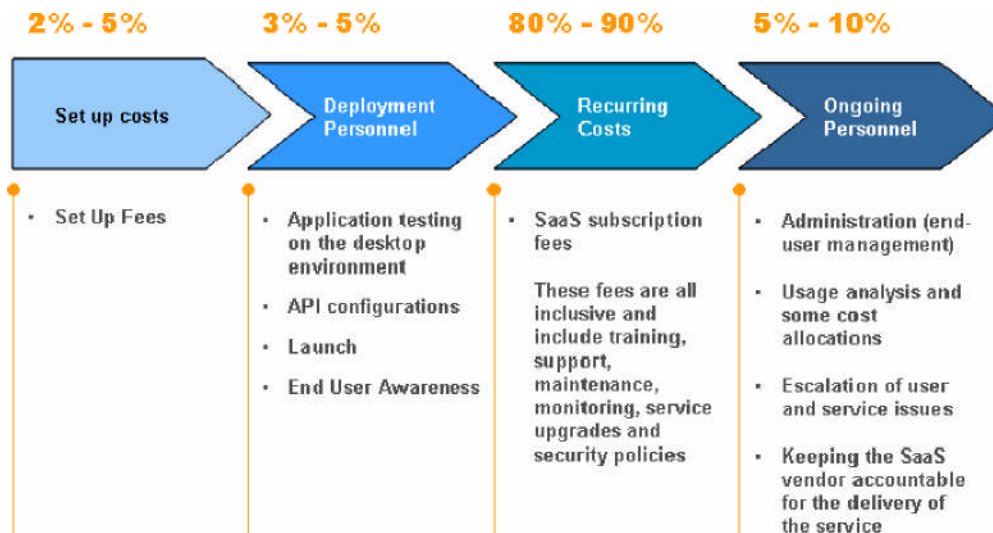 2% - 5%
3% - 5%
80% - 90%
5% - 10%
Set up costs
Deployment
Personnel
Recurring
Costs
Ongoing
Personnel
▪ Set Up Fees
▪ Application testing
on the desktop
environment
▪ API configurations
▪ Launch
▪ End User Awareness
▪ SaaS subscription
fees
These fees are all
inclusive and
include training,
support,
maintenance,
monitoring, service
upgrades and
security policies
▪ Administration (end-
user management)
▪ Usage analysis and
some cost
allocations
▪ Escalation of user
and service issues
▪ Keeping the SaaS
vendor accountable
for the delivery of
the service